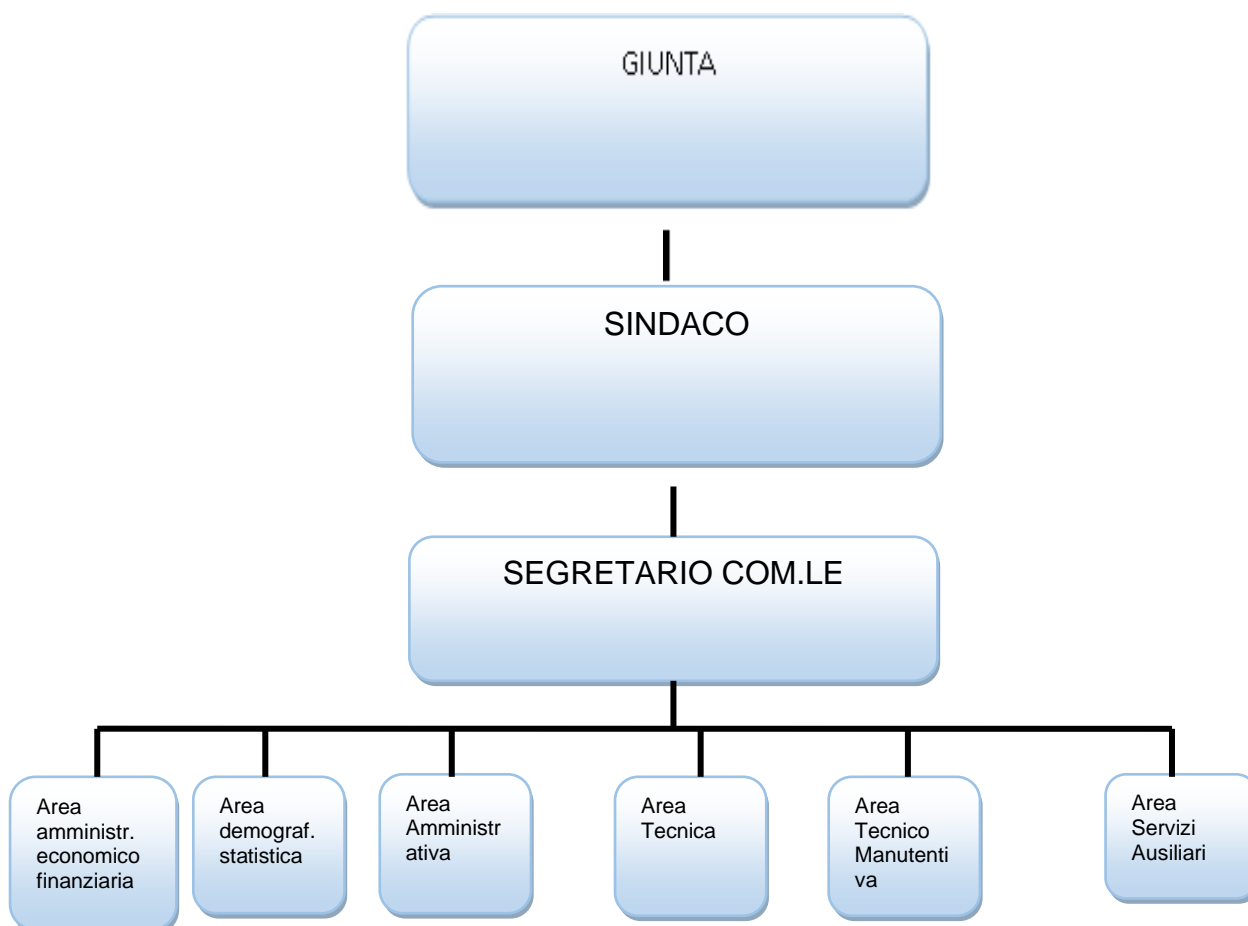 GIUNTA
SINDACO
SEGRETARIO COM.LE
Area
amministr.
economico
finanziaria
Area
demograf.
statistica
Area
Amministr
ativa
Area
Tecnica
Area
Tecnico
Manutenti
va
Area
Servizi
Ausiliari